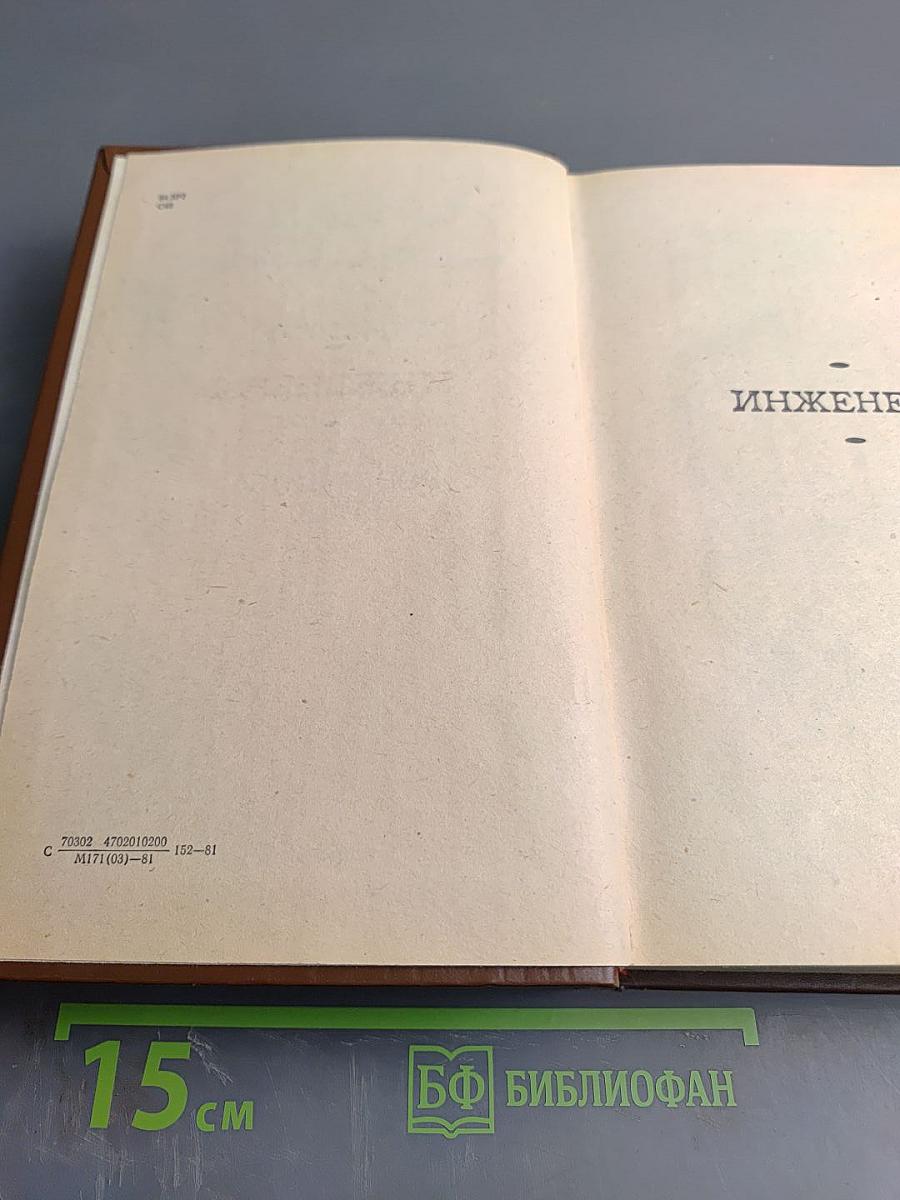 ИНЖЕНЕ
С 70302 4702010200 152—81
М171(03)—81
15 см
БФ БИБЛИОФАН